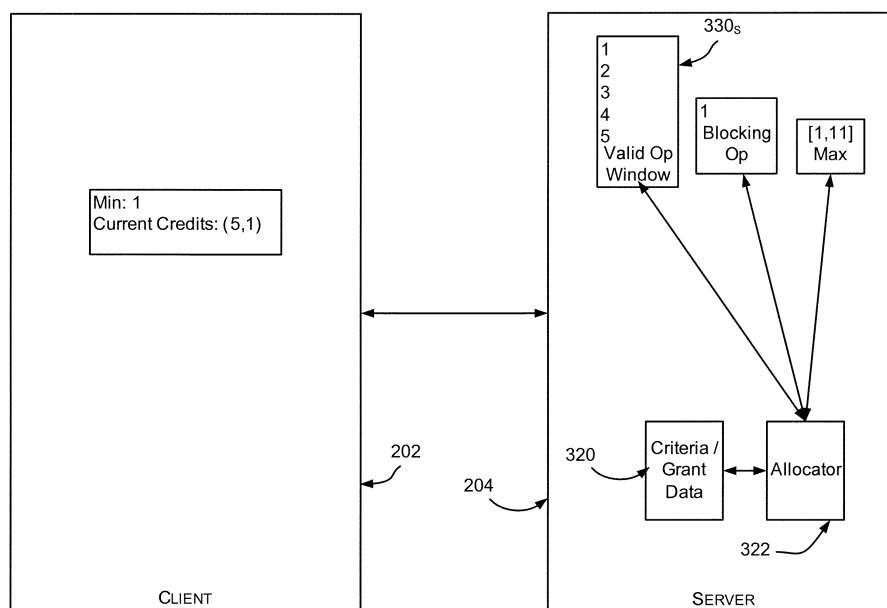 330S
1
2
3
4
5
Valid Op
Window
1
Blocking
Op
[1,11]
Max
Min: 1
Current Credits: (5,1)
202
204
320
Criteria /
Grant
Data
Allocator
322
CLIENT
SERVER